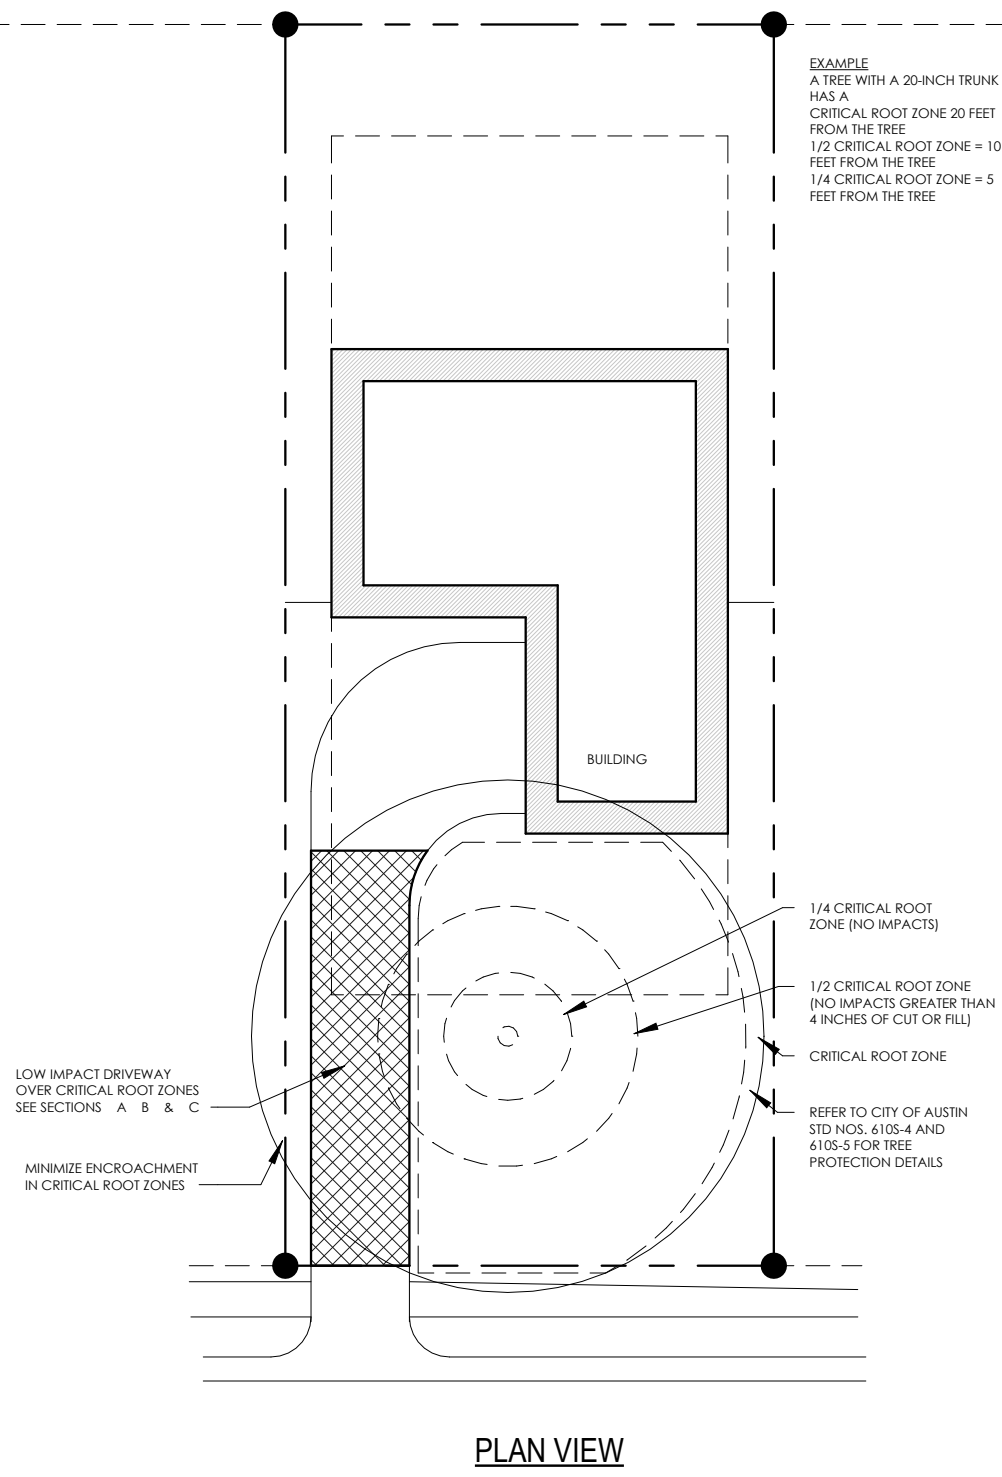 EXAMPLE
A TREE WITH A 20-INCH TRUNK
HAS A
CRITICAL ROOT ZONE 20 FEET
FROM THE TREE
1/2 CRITICAL ROOT ZONE = 10
FEET FROM THE TREE
1/4 CRITICAL ROOT ZONE = 5
FEET FROM THE TREE
BUILDING
1/4 CRITICAL ROOT
ZONE (NO IMPACTS)
1/2 CRITICAL ROOT ZONE
(NO IMPACTS GREATER THAN
4 INCHES OF CUT OR FILL)
CRITICAL ROOT ZONE
LOW IMPACT DRIVEWAY
OVER CRITICAL ROOT ZONES
SEE SECTIONS A B & C
REFER TO CITY OF AUSTIN
STD NOS. 610S-4 AND
610S-5 FOR TREE
PROTECTION DETAILS
MINIMIZE ENCROACHMENT
IN CRITICAL ROOT ZONES
PLAN VIEW